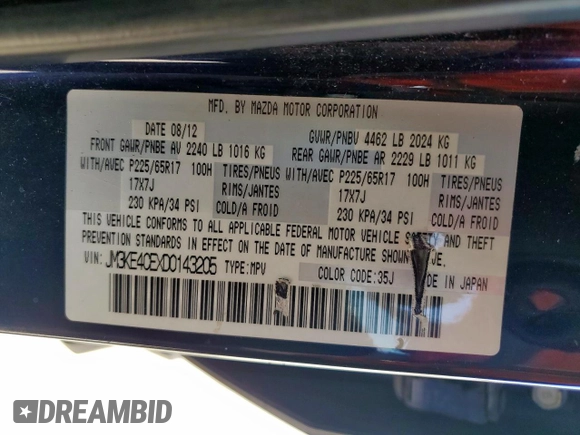 MFD. BY MAZDA MOTOR CORPORATION
DATE 08/12 GVWR/PNBV 4462 LB 2024 KG
FRONT GAWR/PNBE AV 2240 LB 1016 KG REAR GAWR/PNBE AR 2229 LB 1011 KG
WITH/AVEC P225/65R17 100H TIRES/PNEUS WITH/AVEC P225/65R17 100H TIRES/PNEUS
17X7J RIMS/JANTES 17X7J RIMS/JANTES
230 KPA/34 PSI COLD/A FROID 230 KPA/34 PSI COLD/A FROID
THIS VEHICLE CONFORMS TO ALL APPLICABLE FEDERAL MOTOR VEHICLE SAFETY AND THEFT
PREVENTION STANDARDS IN EFFECT ON THE DATE OF MANUFACTURE SHOWN
VIN: JM3KE4CEXD0143205 TYPE:MPV COLOR CODE:35J IN JAPAN
DREAMBID